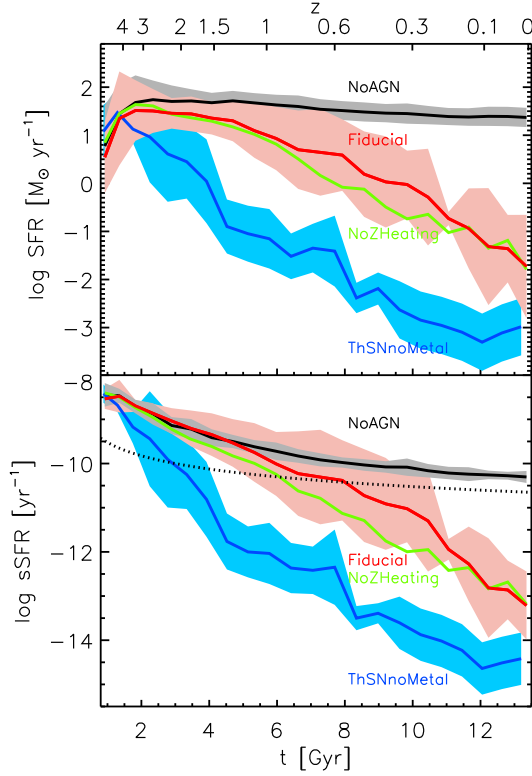 z
4 3 2 1.5 1 0.6 0.3 0.1 0
2
1
0
−1
−2
−3
log SFR [M⊙ yr⁻¹]
NoAGN
Fiducial
NoZHeating
ThSNnoMetal
−8
−10
−12
−14
log sSFR [yr⁻¹]
NoAGN
Fiducial
NoZHeating
ThSNnoMetal
2 4 6 8 10 12
t [Gyr]